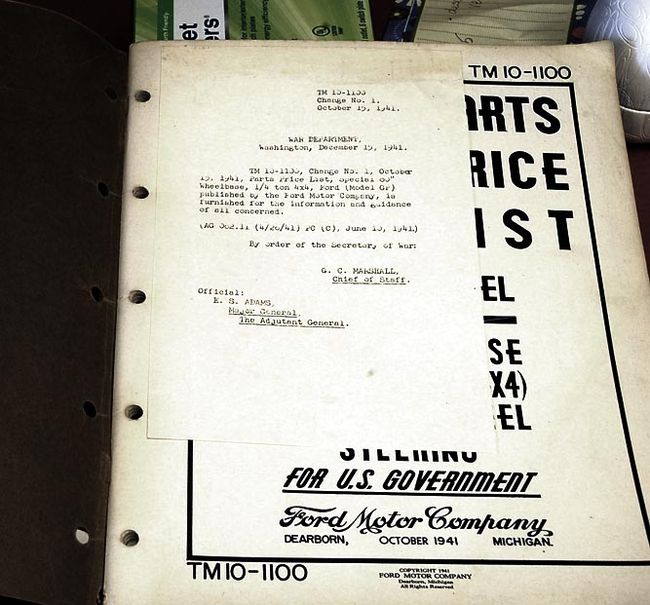 TM 10-1100
TM 10-1100
Change No. 1.
October 15, 1941.
WAR DEPARTMENT,
Washington, December 15, 1941.
TM 10-1100, Change No. 1, October
15, 1941, Parts Price List, Special 80"
Wheelbase, 1/4 ton 4x4, Ford (Model GP)
published by the Ford Motor Company, is
furnished for the information and guidance
of all concerned.
(AG 062.11 (4/26/41) PC (C), June 10, 1941.)
By order of the Secretary of War:
G. C. MARSHALL,
Chief of Staff.
Official:
E. S. ADAMS,
Major General,
The Adjutant General.
ARTS
RICE
IST
EL
SE
X4)
EL
STEERING
FOR U.S. GOVERNMENT
Ford Motor Company
DEARBORN, OCTOBER 1941 MICHIGAN.
TM 10-1100
COPYRIGHT 1941
FORD MOTOR COMPANY
Dearborn, Michigan
All Rights Reserved